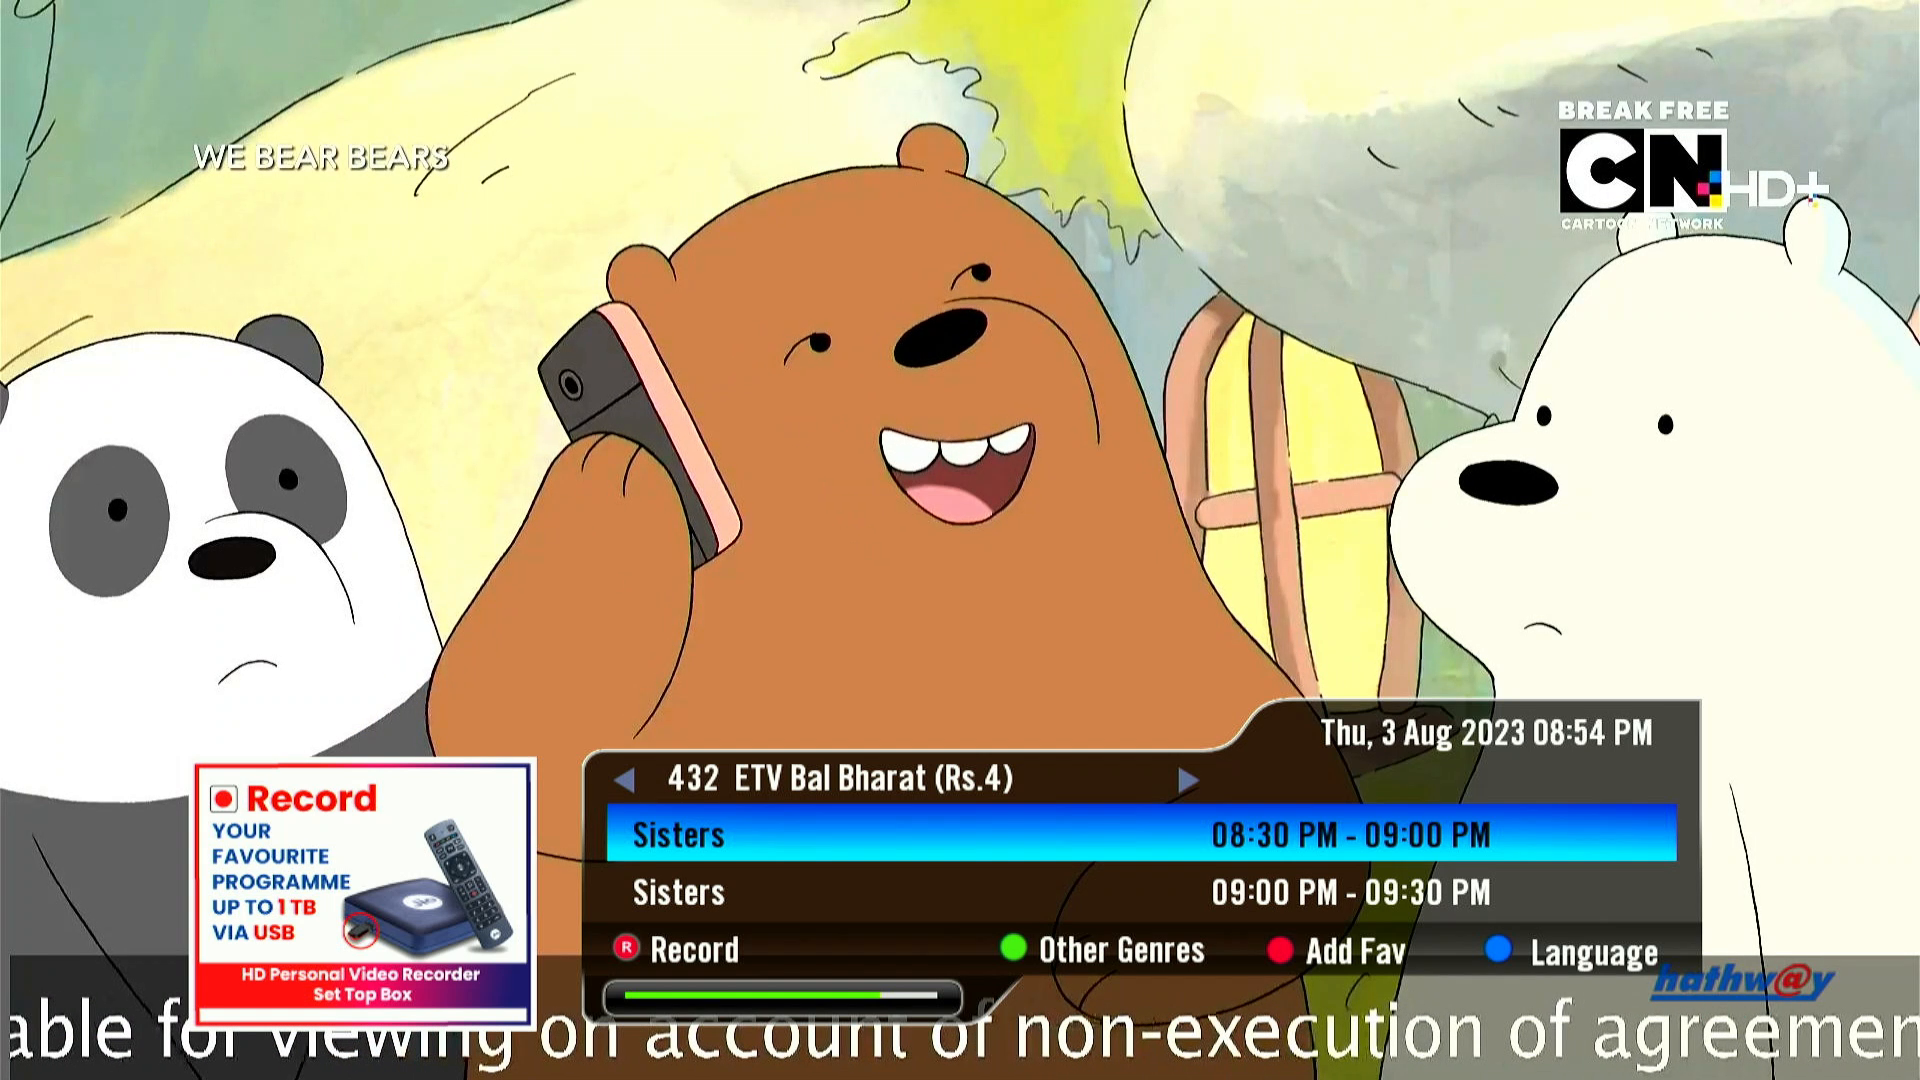 BREAK FREE
CN HD+
CARTOON NETWORK
WE BEAR BEARS
Thu, 3 Aug 2023 08:54 PM
432 ETV Bal Bharat (Rs.4)
Sisters 08:30 PM - 09:00 PM
Sisters 09:00 PM - 09:30 PM
R Record Other Genres Add Fav Language
Record
YOUR
FAVOURITE
PROGRAMME
UP TO 1 TB
VIA USB
Jio
HD Personal Video Recorder
Set Top Box
hathw@y
able for viewing on account of non-execution of agreemen